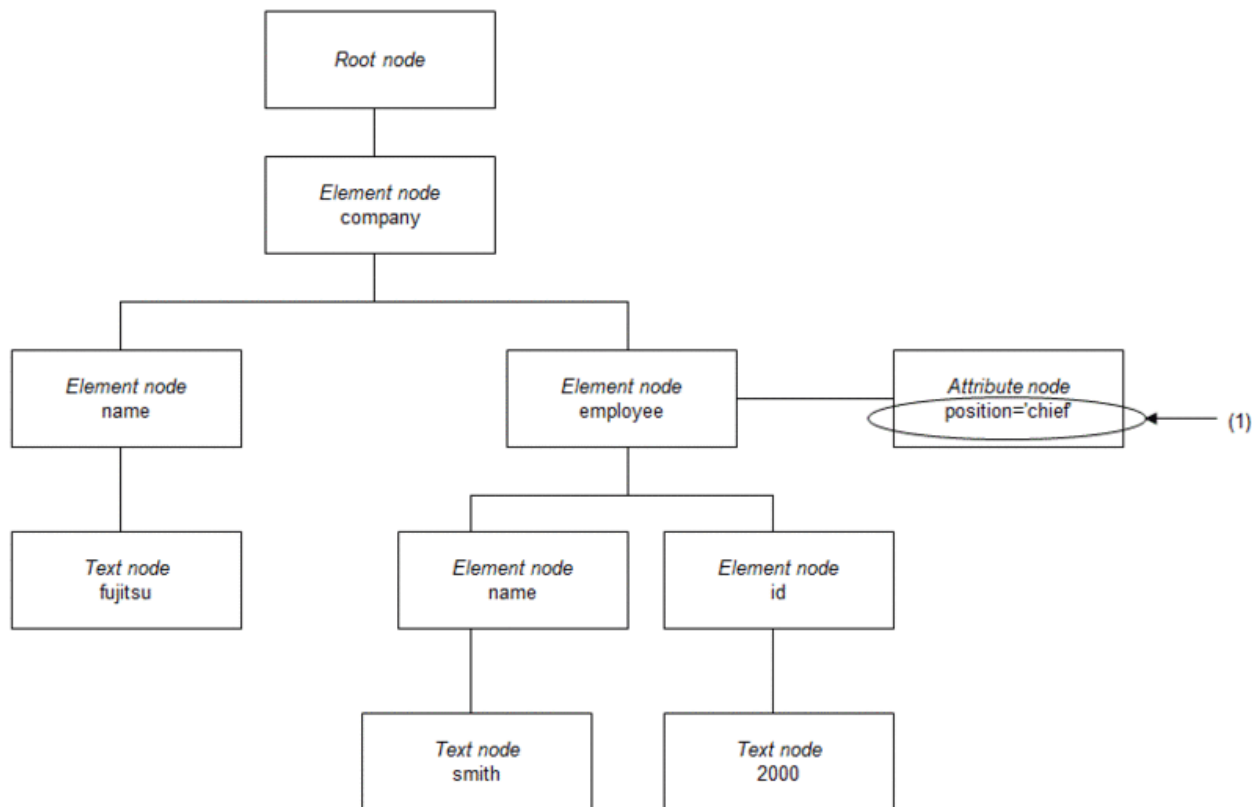 Root node
Element node
company
Element node
name
Element node
employee
Attribute node
position='chief'
(1)
Text node
fujitsu
Element node
name
Element node
id
Text node
smith
Text node
2000